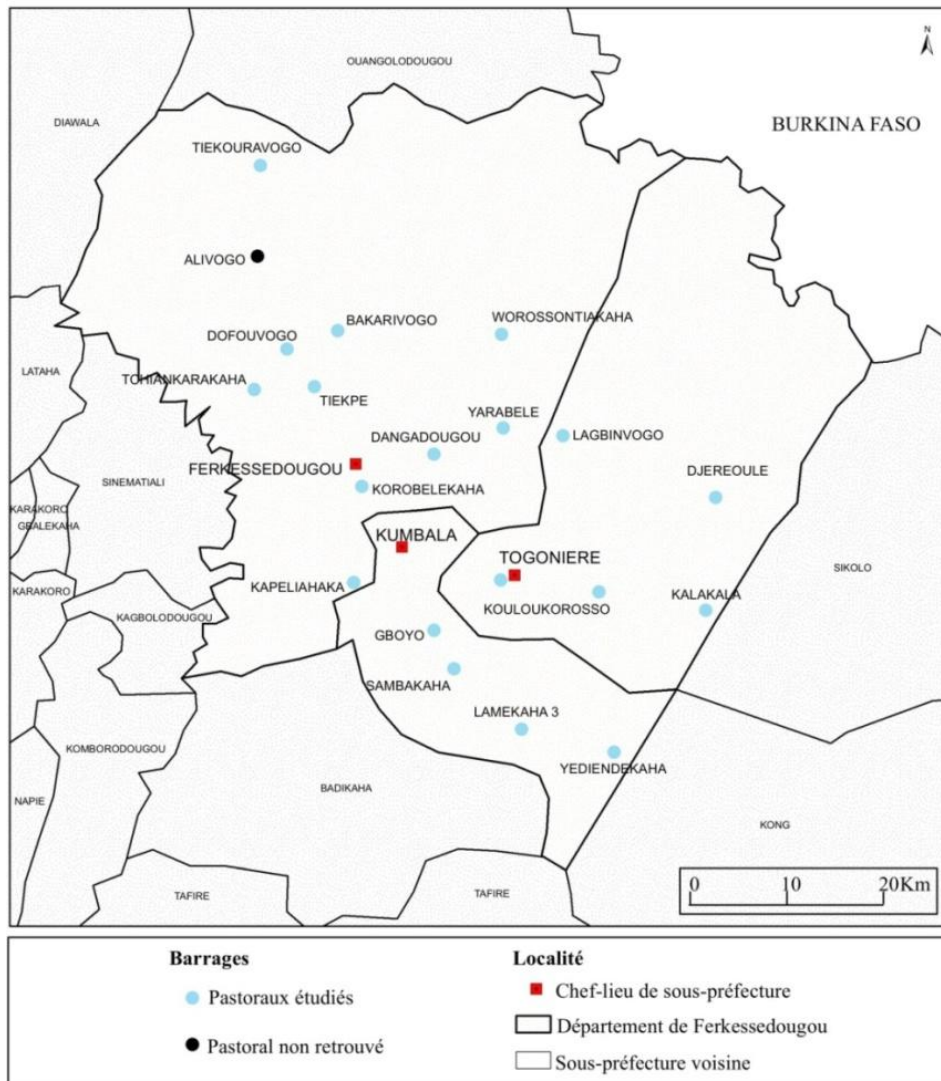 N
OUANGOLODOUGOU
DIAWALA
BURKINA FASO
TIEKOURAVOGO
ALIVOGO
BAKARIVOGO
WOROSSONTIAKAHA
DOFOUVOGO
LATAHA
TCHIANKARAKAHA
TIEKPE
YARABELE
DANGADOUGOU
LAGBINVOGO
FERKESSEDOUGOU
DJEREOULE
SINEMATIALI
KOROBELEKAHA
KARAKORO
GBALEKAHA
KUMBALA
TOGONIERE
SIKOLO
KARAKORO
KAPELIAHAKA
KOULOUKOROSSO
KALAKALA
KAGBOLODOUGOU
GBOYO
SAMBAKAHA
LAMEKAHA 3
KOMBORODOUGOU
YEDIENDEKAHA
BADIKAHA
NAPIE
KONG
TAFIRE
TAFIRE
0 10 20Km
Barrages
Pastoraux étudiés
Pastoral non retrouvé
Localité
Chef-lieu de sous-préfecture
Département de Ferkessedougou
Sous-préfecture voisine